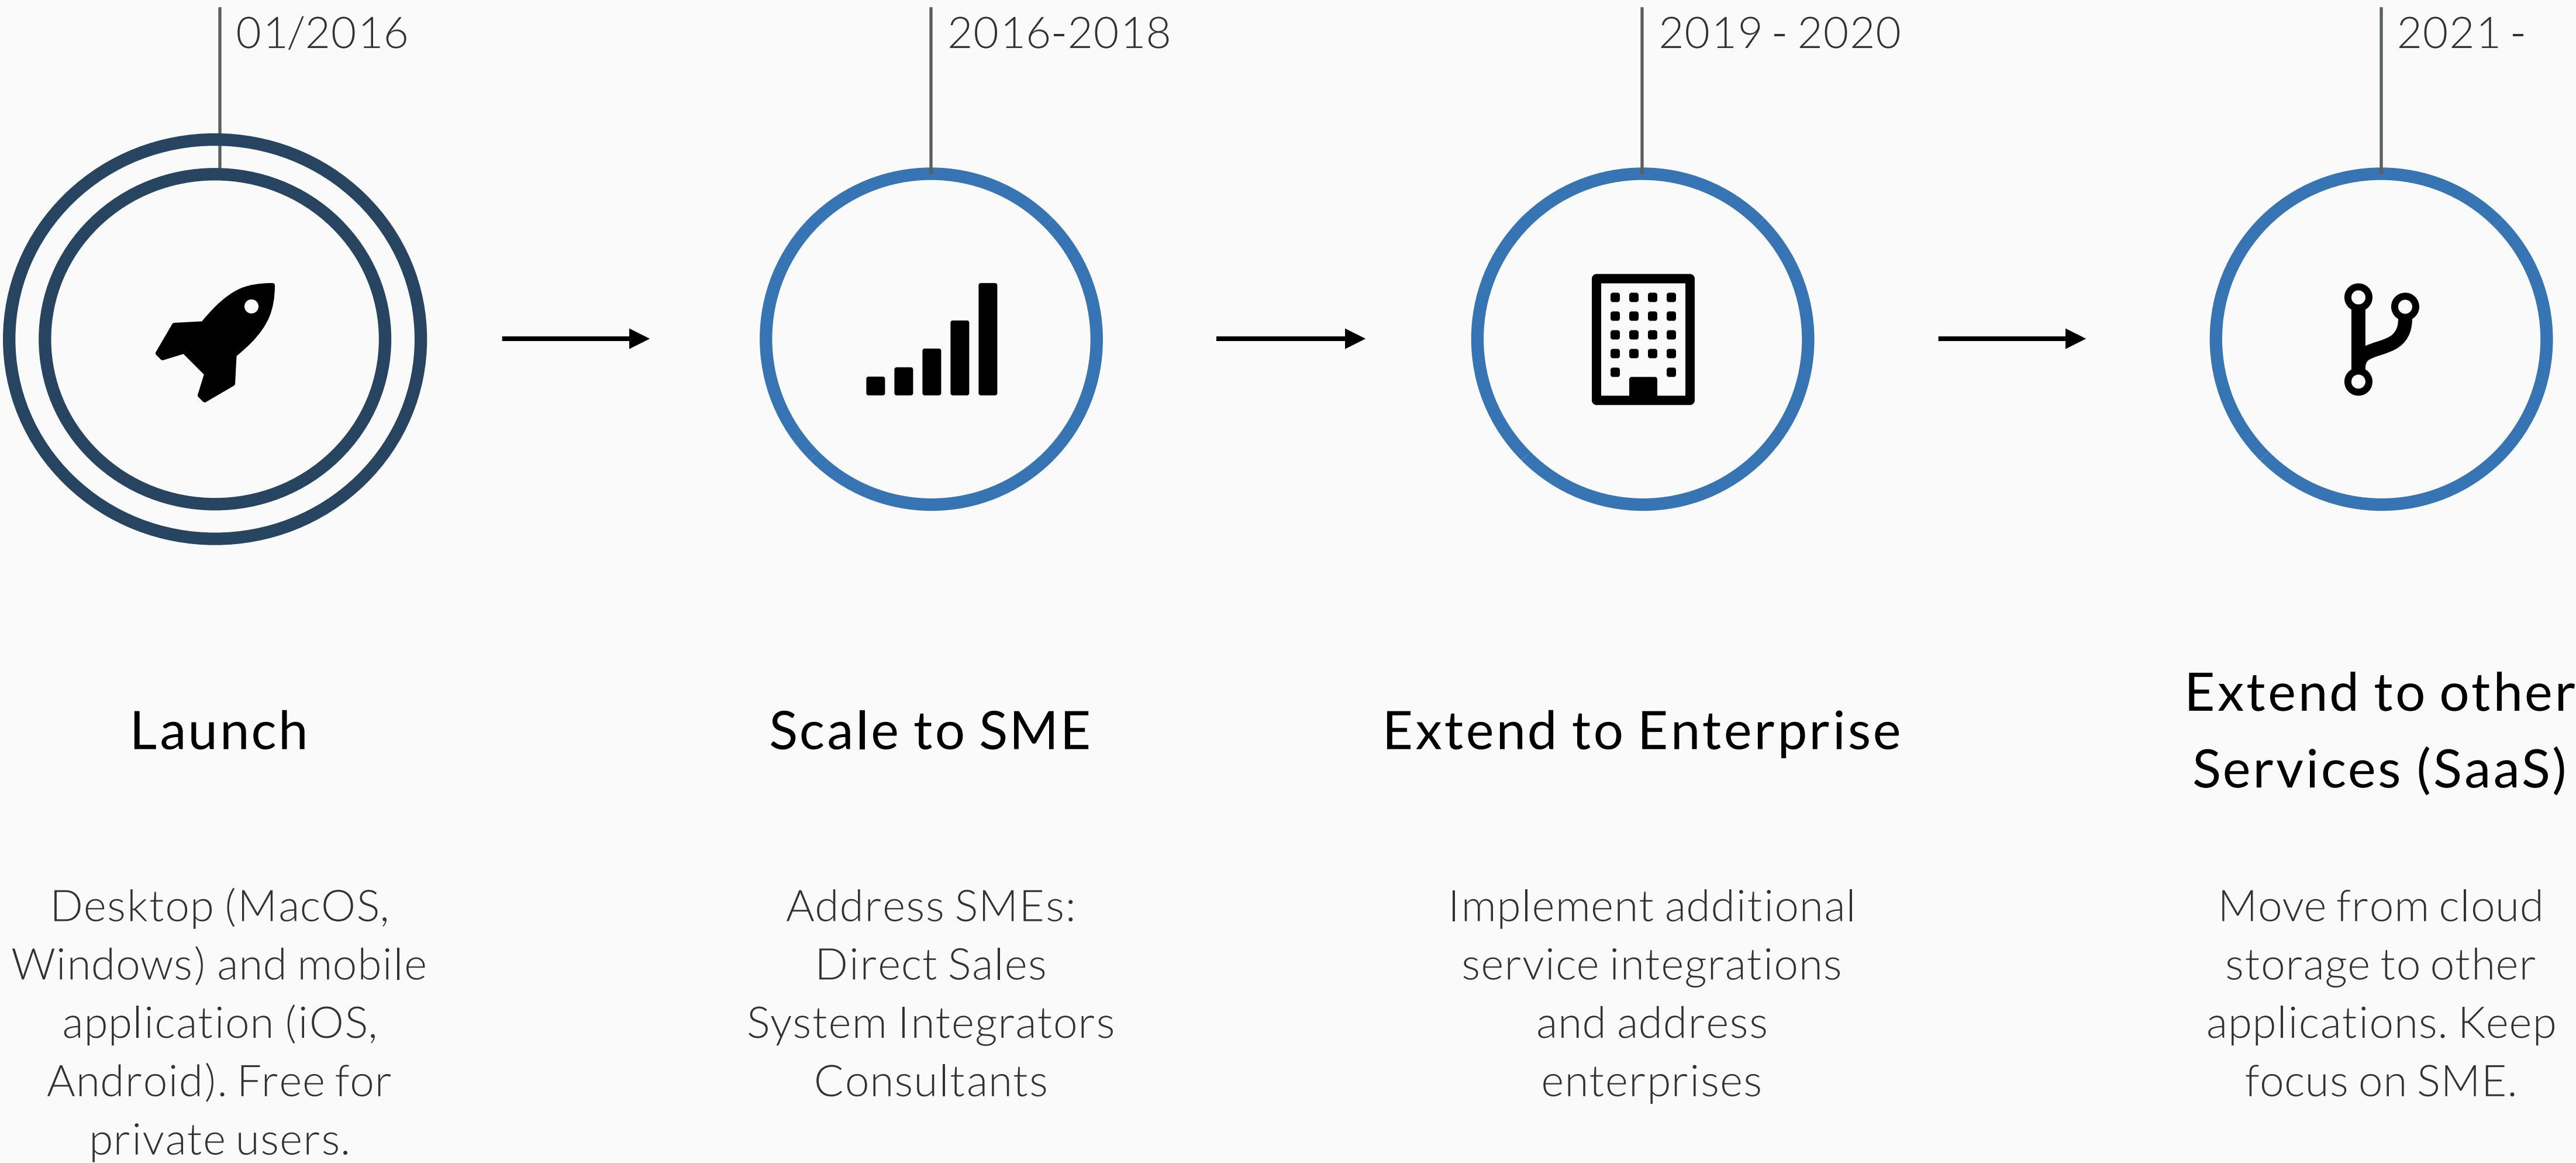 01/2016
2016-2018
2019 - 2020
2021 -
Launch
Scale to SME
Extend to Enterprise
Extend to other
Services (SaaS)
Desktop (MacOS,
Windows) and mobile
application (iOS,
Android). Free for
private users.
Address SMEs:
Direct Sales
System Integrators
Consultants
Implement additional
service integrations
and address
enterprises
Move from cloud
storage to other
applications. Keep
focus on SME.